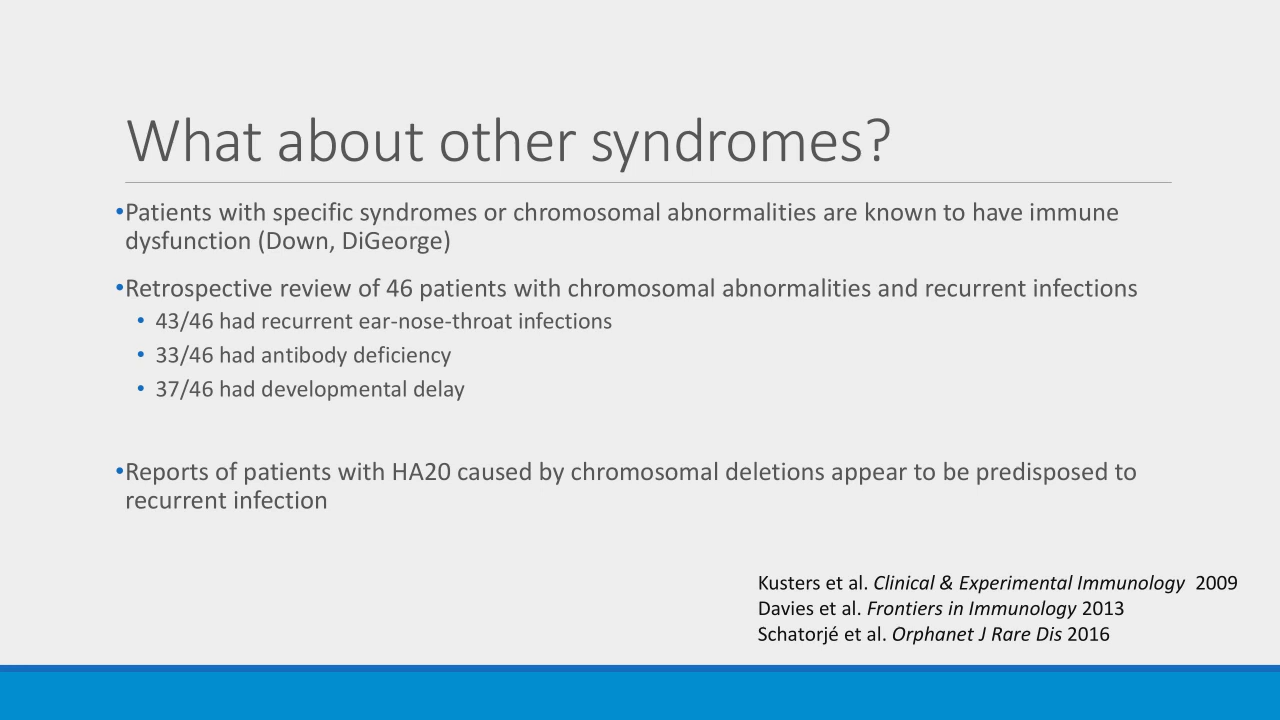 What about other syndromes?
•Patients with specific syndromes or chromosomal abnormalities are known to have immune
dysfunction (Down, DiGeorge)
•Retrospective review of 46 patients with chromosomal abnormalities and recurrent infections
• 43/46 had recurrent ear-nose-throat infections
• 33/46 had antibody deficiency
• 37/46 had developmental delay
•Reports of patients with HA20 caused by chromosomal deletions appear to be predisposed to
recurrent infection
Kusters et al. Clinical & Experimental Immunology 2009
Davies et al. Frontiers in Immunology 2013
Schatorjé et al. Orphanet J Rare Dis 2016